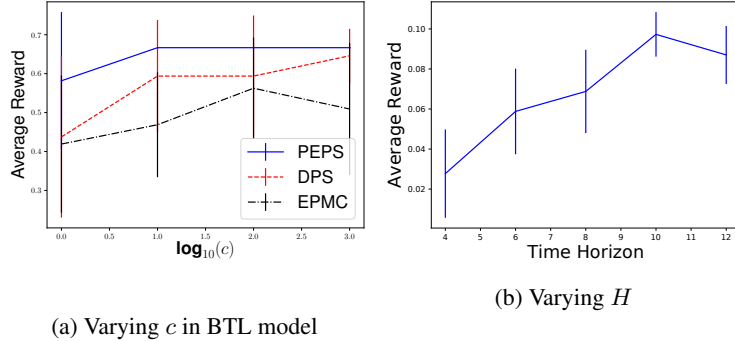 Average Reward
0.7
0.6
0.5
0.4
0.3
PEPS
DPS
EPMC
0.0 0.5 1.0 1.5 2.0 2.5 3.0
log₁₀(c)
(a) Varying c in BTL model
Average Reward
0.10
0.08
0.06
0.04
0.02
4 5 6 7 8 9 10 11 12
Time Horizon
(b) Varying H